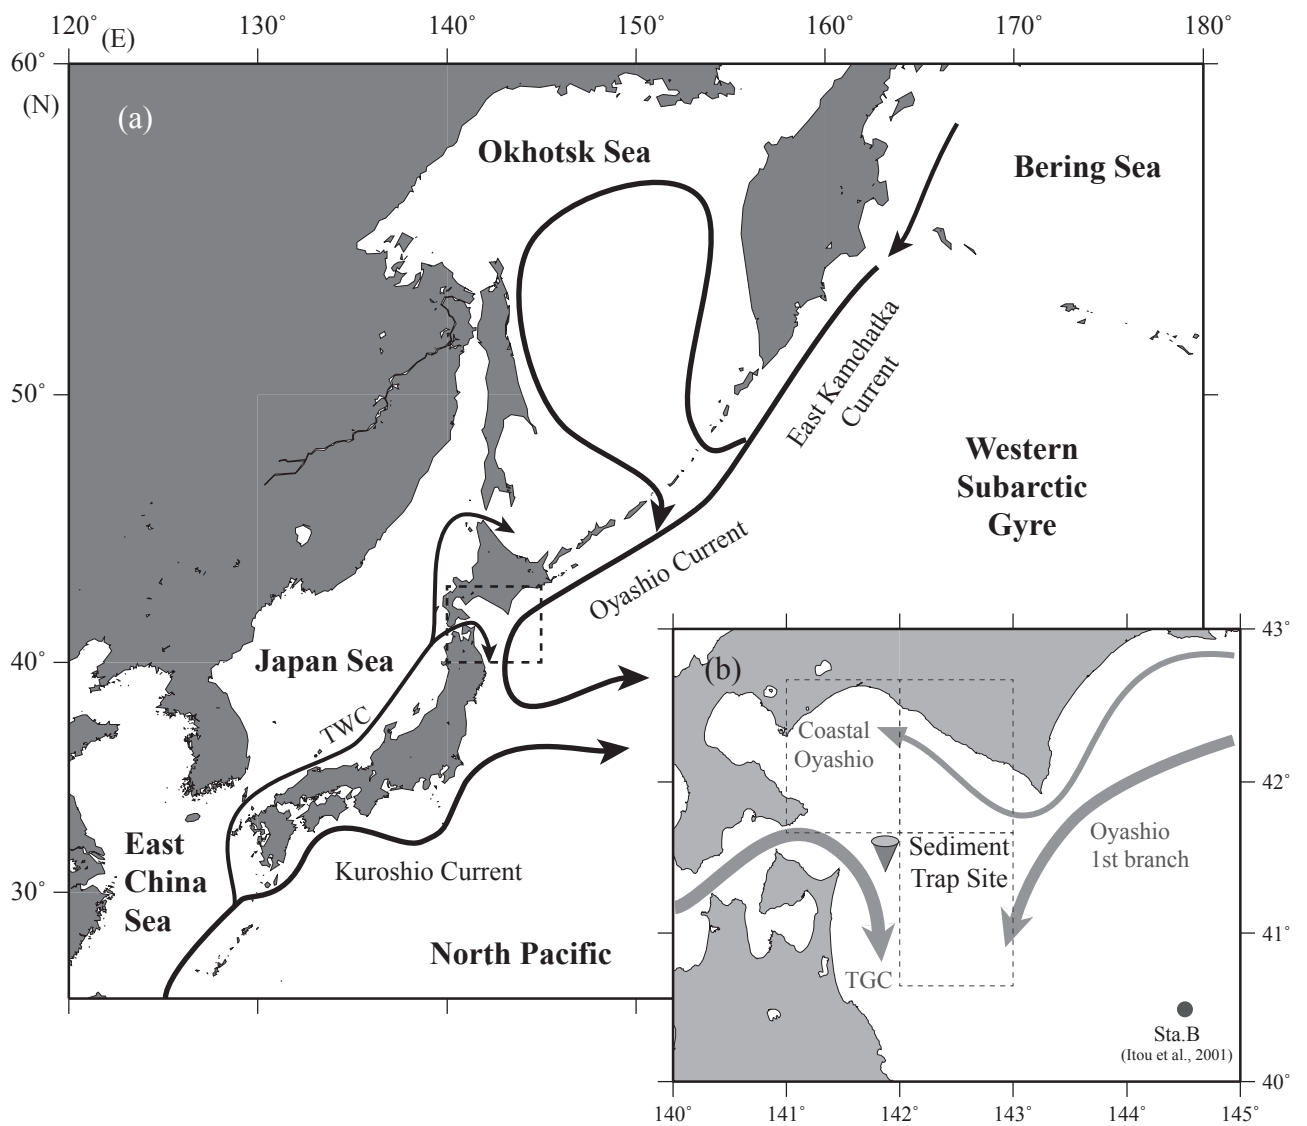 120˚ 130˚ 140˚ 150˚ 160˚ 170˚ 180˚
(E)
60˚
(N)
(a)
Okhotsk Sea
Bering Sea
East Kamchatka
Current
50˚
Western
Subarctic
Gyre
Oyashio Current
40˚
Japan Sea
TWC
East
China
Sea
Kuroshio Current
30˚
North Pacific
43˚
(b)
Coastal
Oyashio
42˚
Oyashio
1st branch
Sediment
Trap Site
41˚
TGC
Sta.B
(Itou et al., 2001)
40˚
140˚ 141˚ 142˚ 143˚ 144˚ 145˚